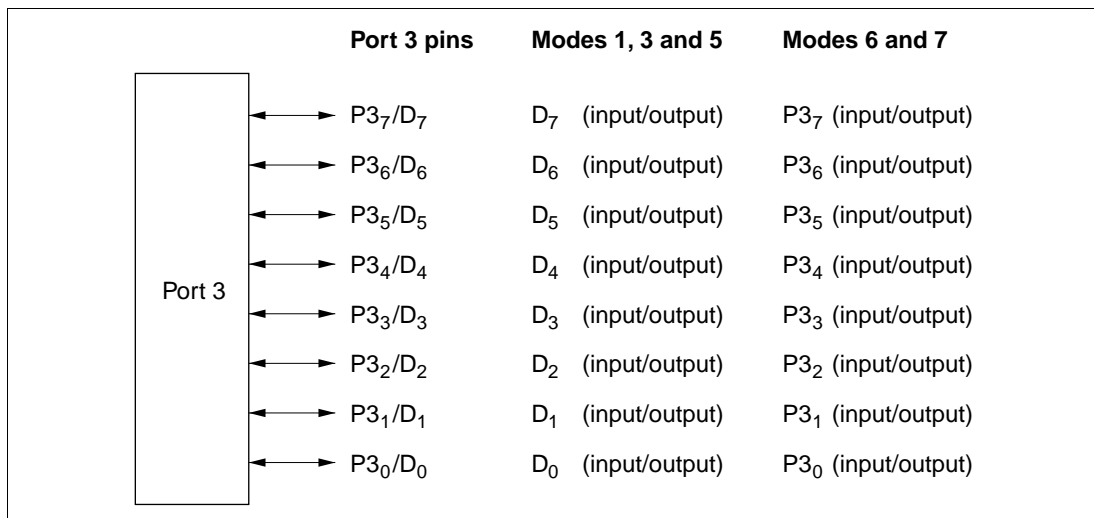 Port 3 pins Modes 1, 3 and 5 Modes 6 and 7
P3₇/D₇ D₇ (input/output) P3₇ (input/output)
P3₆/D₆ D₆ (input/output) P3₆ (input/output)
P3₅/D₅ D₅ (input/output) P3₅ (input/output)
P3₄/D₄ D₄ (input/output) P3₄ (input/output)
Port 3
P3₃/D₃ D₃ (input/output) P3₃ (input/output)
P3₂/D₂ D₂ (input/output) P3₂ (input/output)
P3₁/D₁ D₁ (input/output) P3₁ (input/output)
P3₀/D₀ D₀ (input/output) P3₀ (input/output)